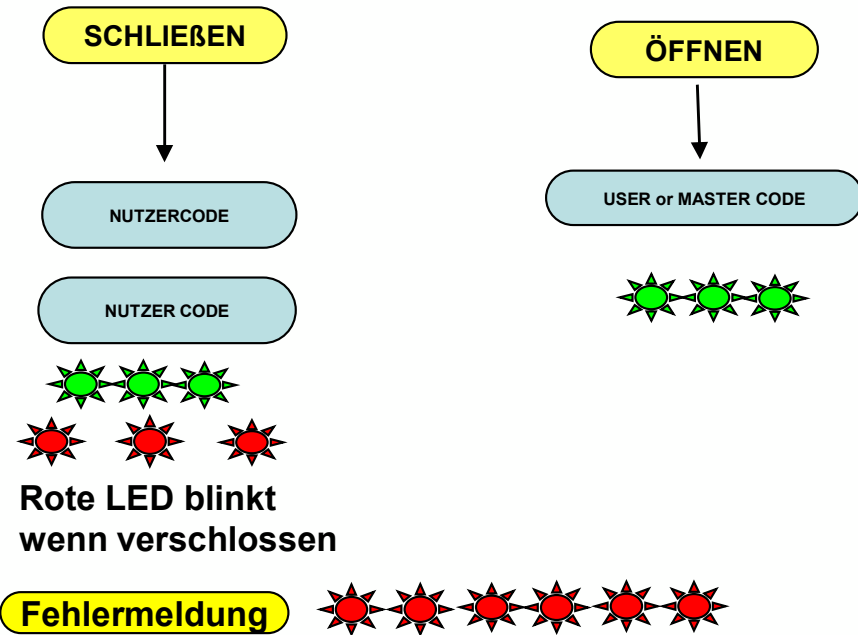 SCHLIEßEN
NUTZERCODE
NUTZER CODE
Rote LED blinkt
wenn verschlossen
ÖFFNEN
USER or MASTER CODE
Fehlermeldung